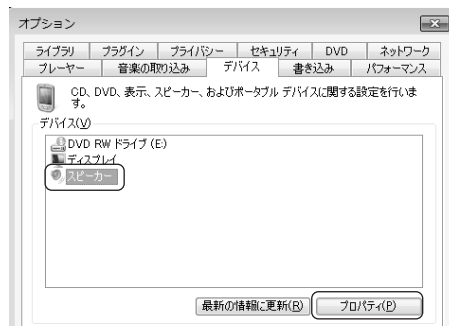 オプション
ライブラリ プラグイン プライバシー セキュリティ DVD ネットワーク
プレーヤー 音楽の取り込み デバイス 書き込み パフォーマンス
CD、DVD、表示、スピーカー、およびポータブル デバイスに関する設定を行いま
す。
デバイス(V)
DVD RW ドライブ (E:)
ディスプレイ
スピーカー
最新の情報に更新(R) プロパティ(P)